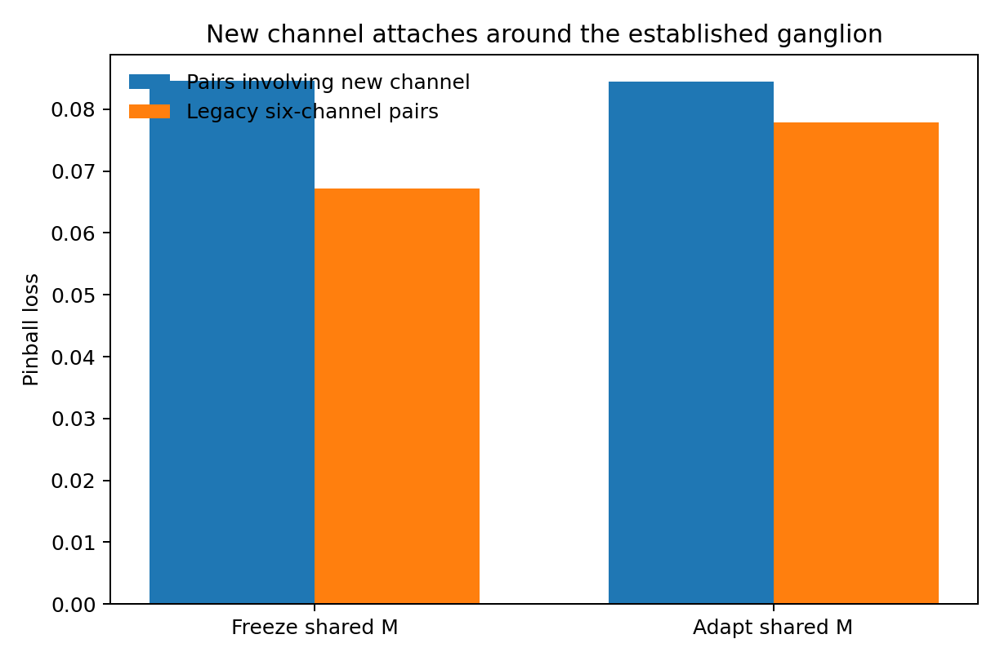 New channel attaches around the established ganglion
Pairs involving new channel
Legacy six-channel pairs
Pinball loss
0.08
0.07
0.06
0.05
0.04
0.03
0.02
0.01
0.00
Freeze shared M
Adapt shared M